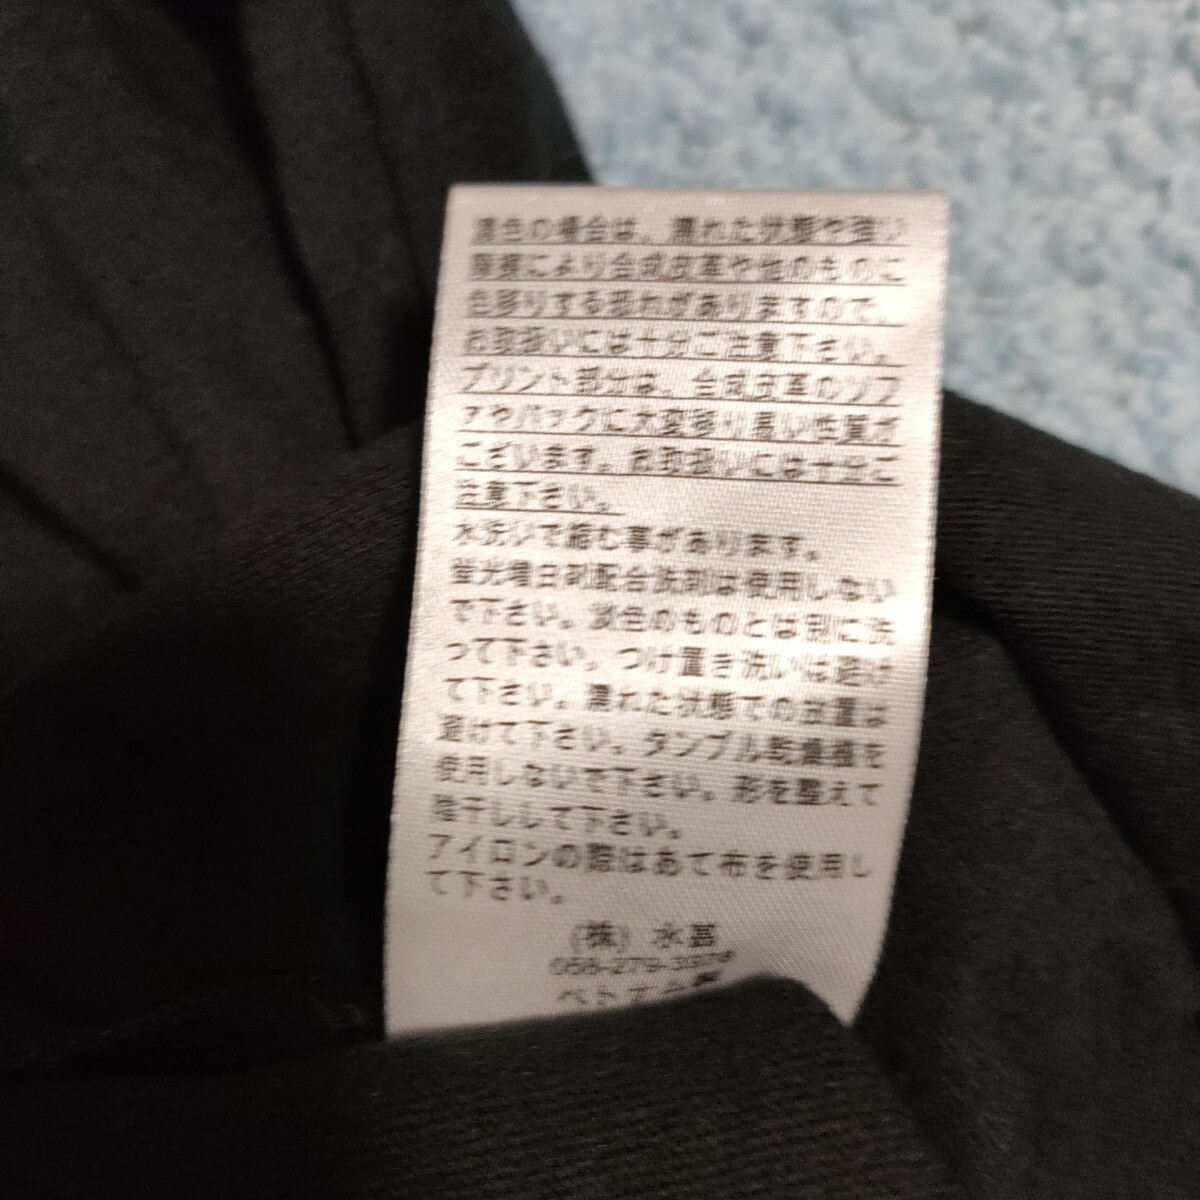 濃色の場合は、濡れた状態や強い
摩擦により合成皮革や他のものに
色移りする恐れがありますので、
お取扱いには十分ご注意下さい。
プリント部分は、合成皮革のソフ
ァやバッグに大変移り易い性質が
ございます。お取扱いには十分ご
注意下さい。
水洗いで縮む事があります。
蛍光増白剤配合洗剤は使用しない
で下さい。淡色のものとは別に洗
って下さい。つけ置き洗いは避け
て下さい。濡れた状態での放置は
避けて下さい。タンブル乾燥機を
使用しないで下さい。形を整えて
陰干しして下さい。
アイロンの際はあて布を使用し
て下さい。
(株) 水甚
058-279-
ベトナム製